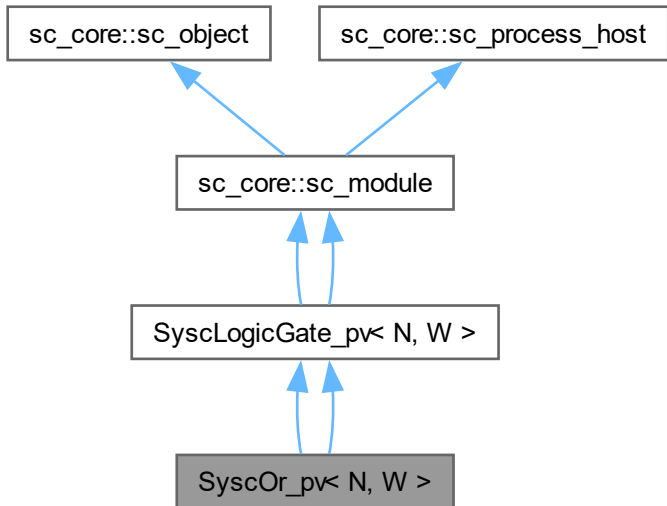 sc_core::sc_object
sc_core::sc_process_host
sc_core::sc_module
SyscLogicGate_pv< N, W >
SyscOr_pv< N, W >